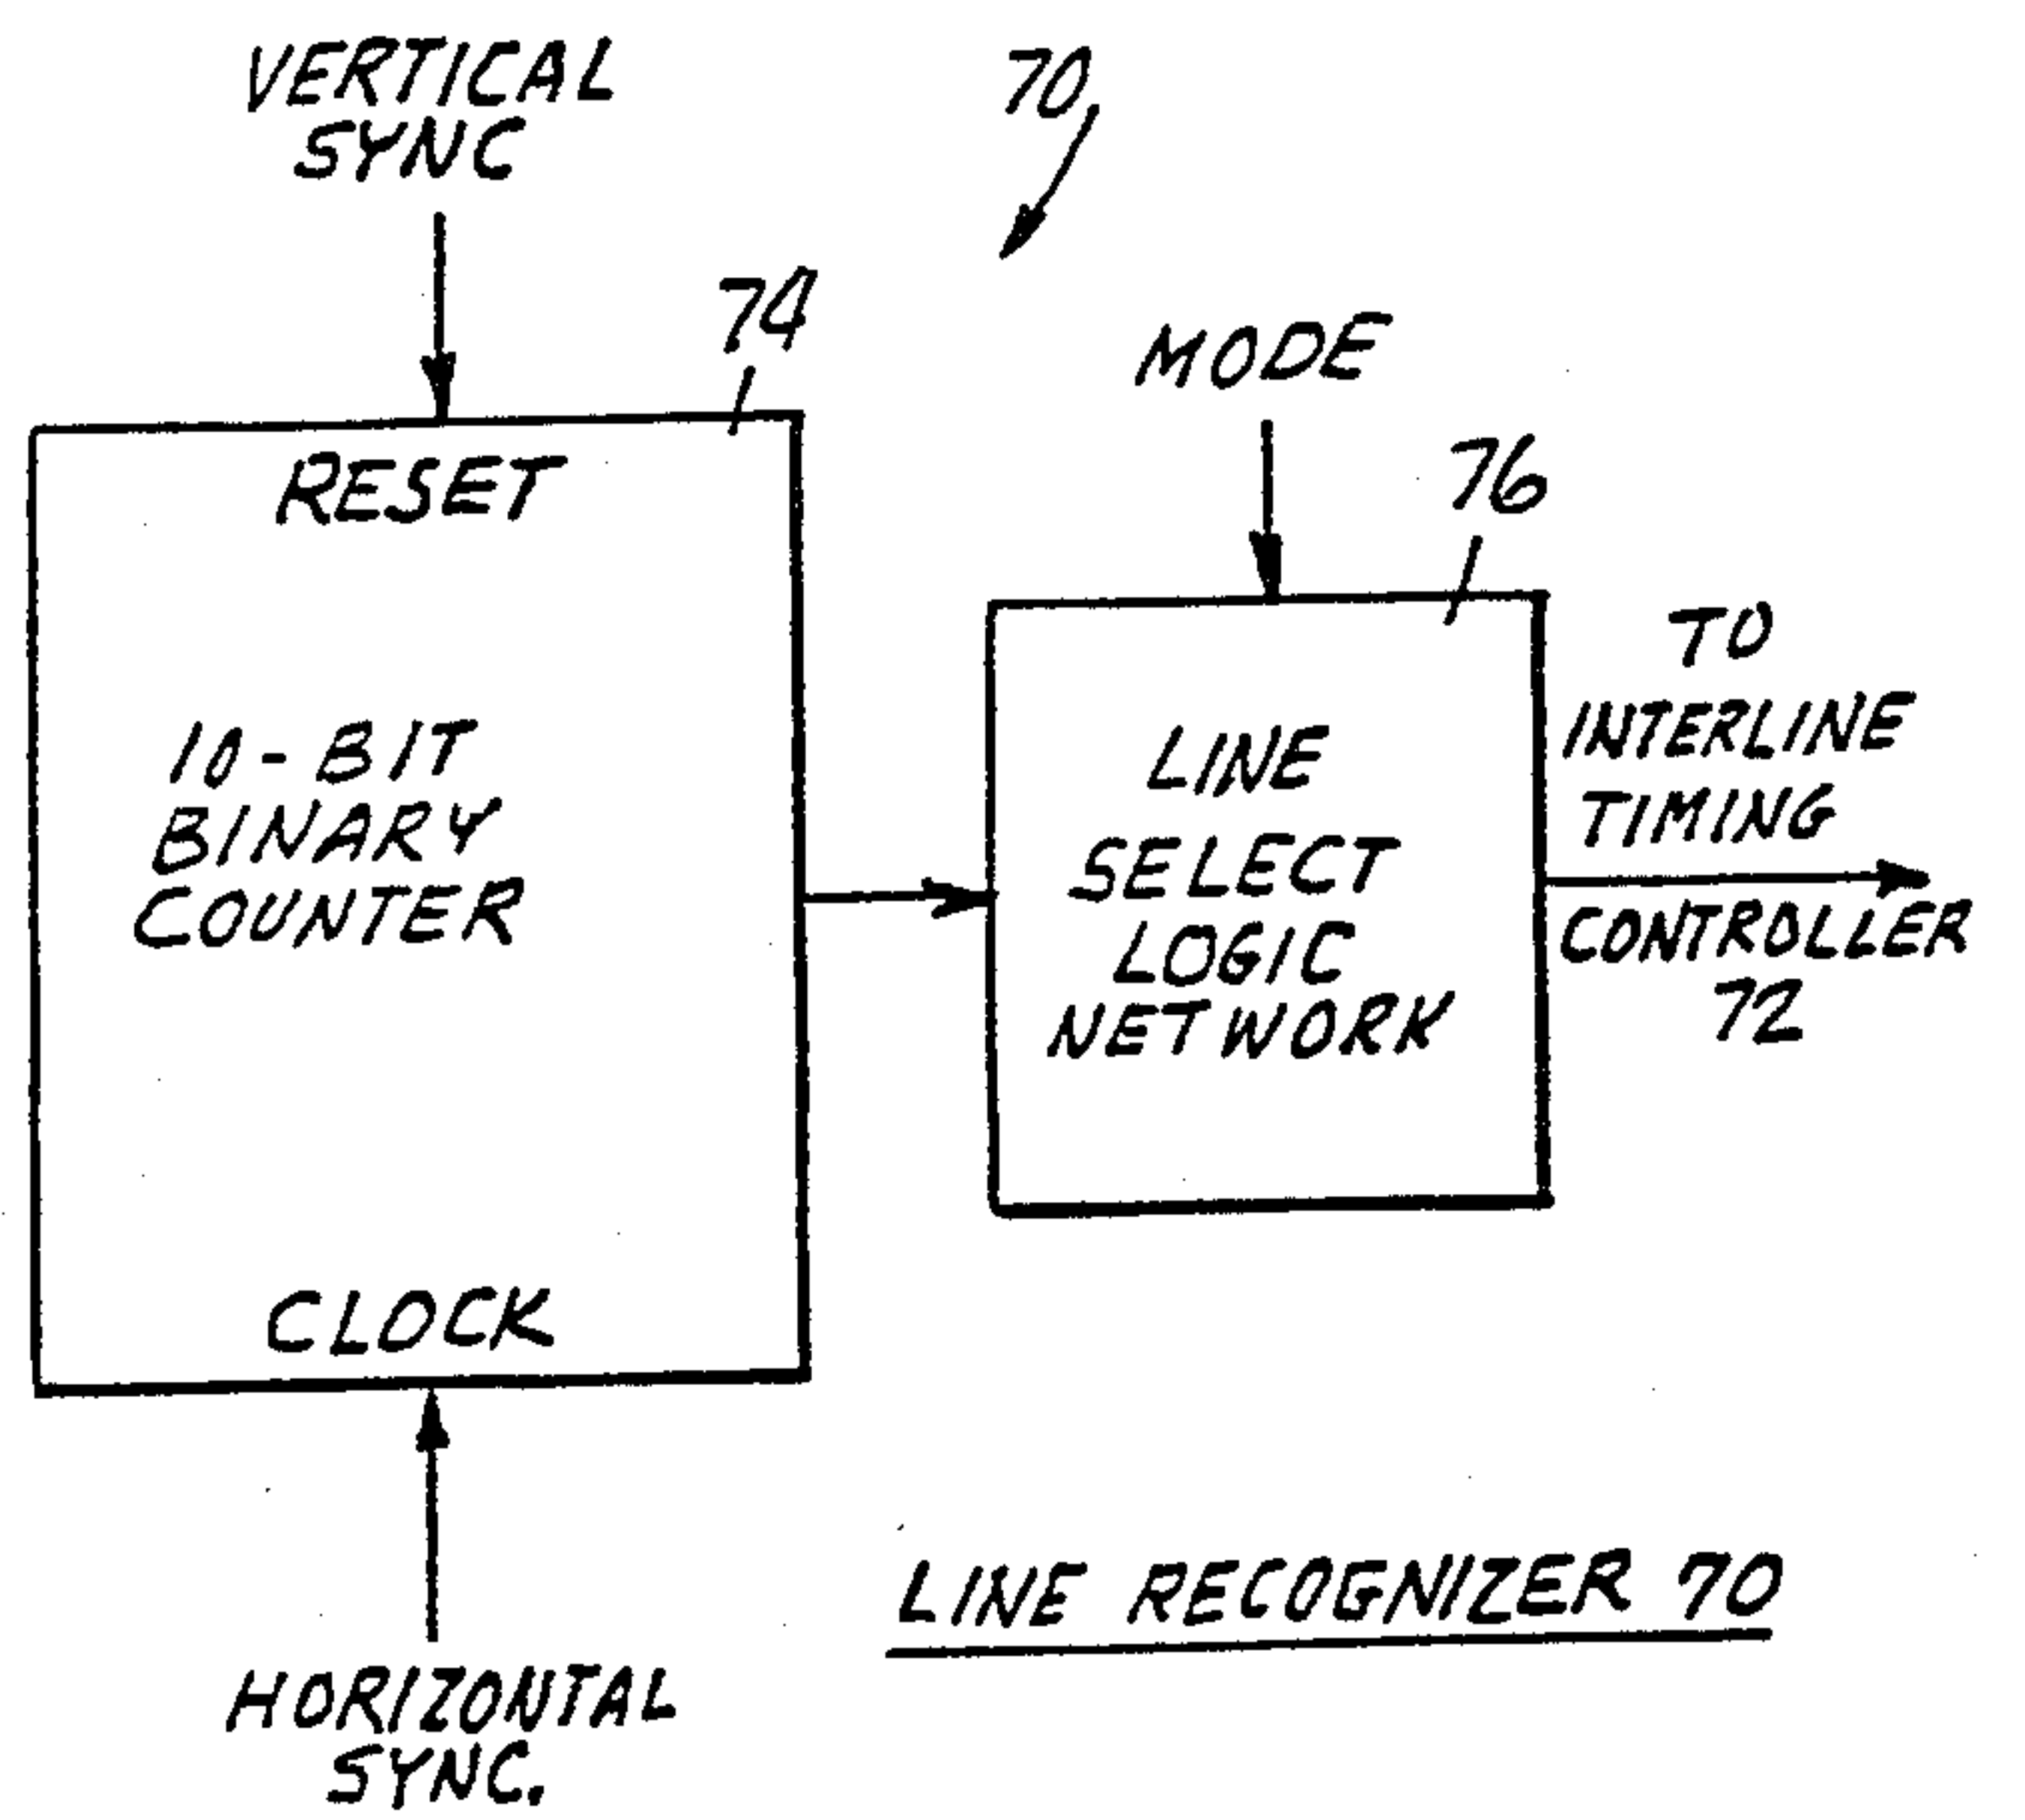 VERTICAL
SYNC
70
74
RESET
10-BIT
BINARY
COUNTER
CLOCK
HORIZONTAL
SYNC.
MODE
76
LINE
SELECT
LOGIC
NETWORK
TO
INTERLINE
TIMING
CONTROLLER
72
LINE RECOGNIZER 70